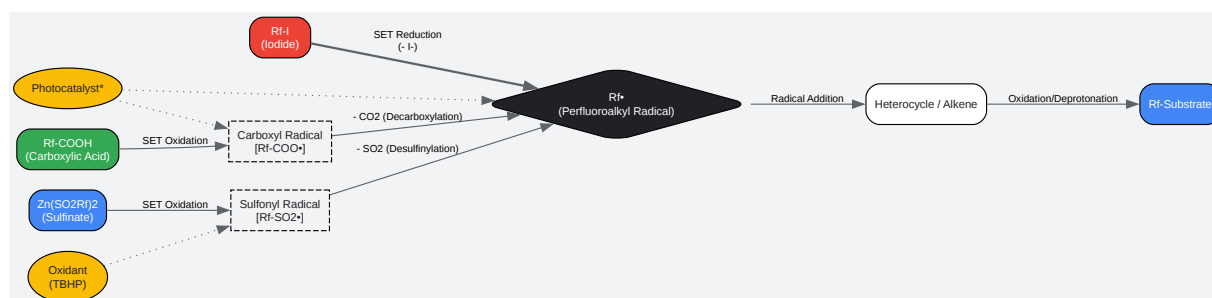 Rf-I
(Iodide)
SET Reduction
(- I-)
Photocatalyst*
Rf•
(Perfluoroalkyl Radical)
Radical Addition
Heterocycle / Alkene
Oxidation/Deprotonation
Rf-Substrate
Rf-COOH
(Carboxylic Acid)
SET Oxidation
Carboxyl Radical
[Rf-COO•]
- CO2 (Decarboxylation)
- SO2 (Desulfinylation)
Zn(SO2Rf)2
(Sulfinate)
SET Oxidation
Sulfonyl Radical
[Rf-SO2•]
Oxidant
(TBHP)